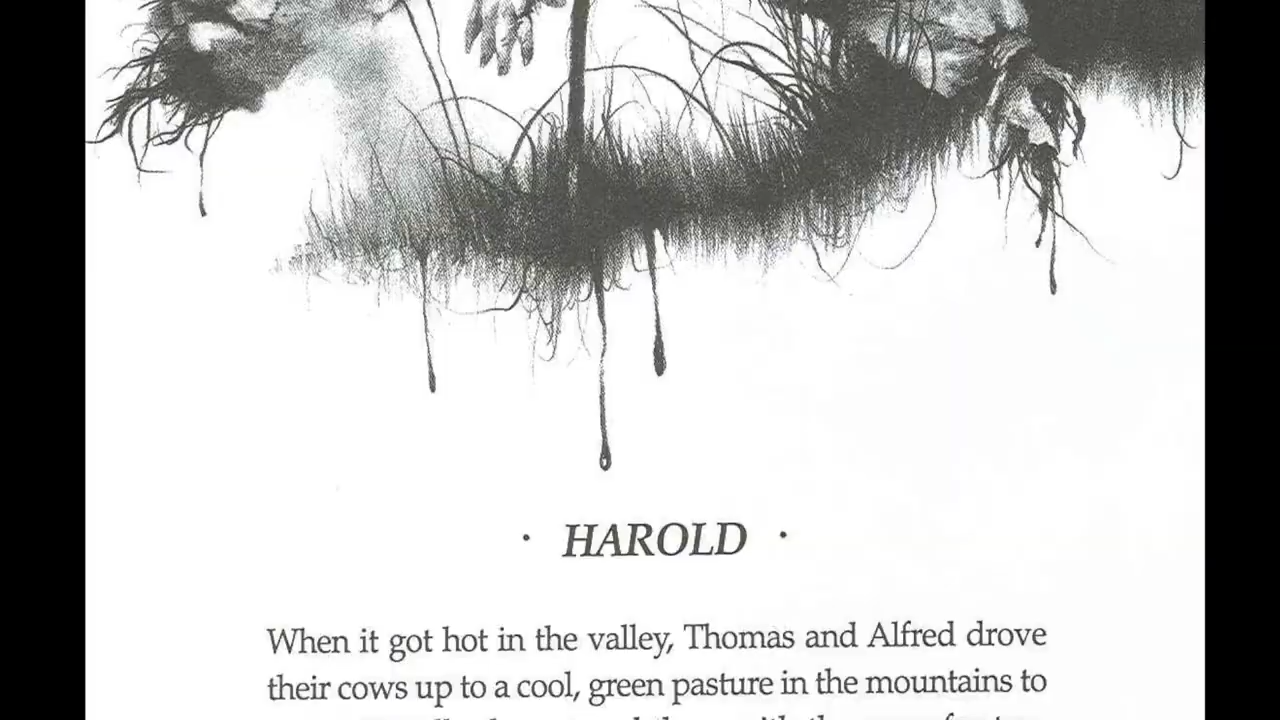 · HAROLD ·
When it got hot in the valley, Thomas and Alfred drove
their cows up to a cool, green pasture in the mountains to